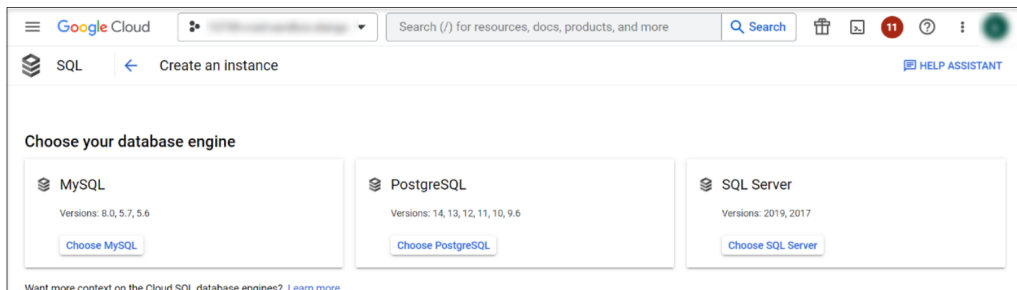 Google Cloud
Search (/) for resources, docs, products, and more
Search
11
SQL
Create an instance
HELP ASSISTANT
Choose your database engine
MySQL
Versions: 8.0, 5.7, 5.6
Choose MySQL
PostgreSQL
Versions: 14, 13, 12, 11, 10, 9.6
Choose PostgreSQL
SQL Server
Versions: 2019, 2017
Choose SQL Server
Want more context on the Cloud SQL database engines? Learn more